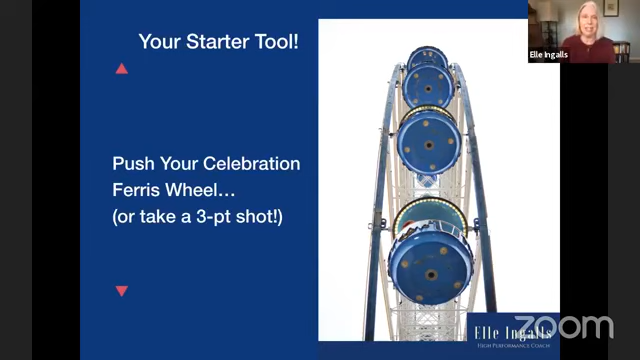 Your Starter Tool!
Push Your Celebration
Ferris Wheel...
(or take a 3-pt shot!)
Elle Ingalls
Elle Ingalls
HIGH PERFORMANCE COACH
zoom